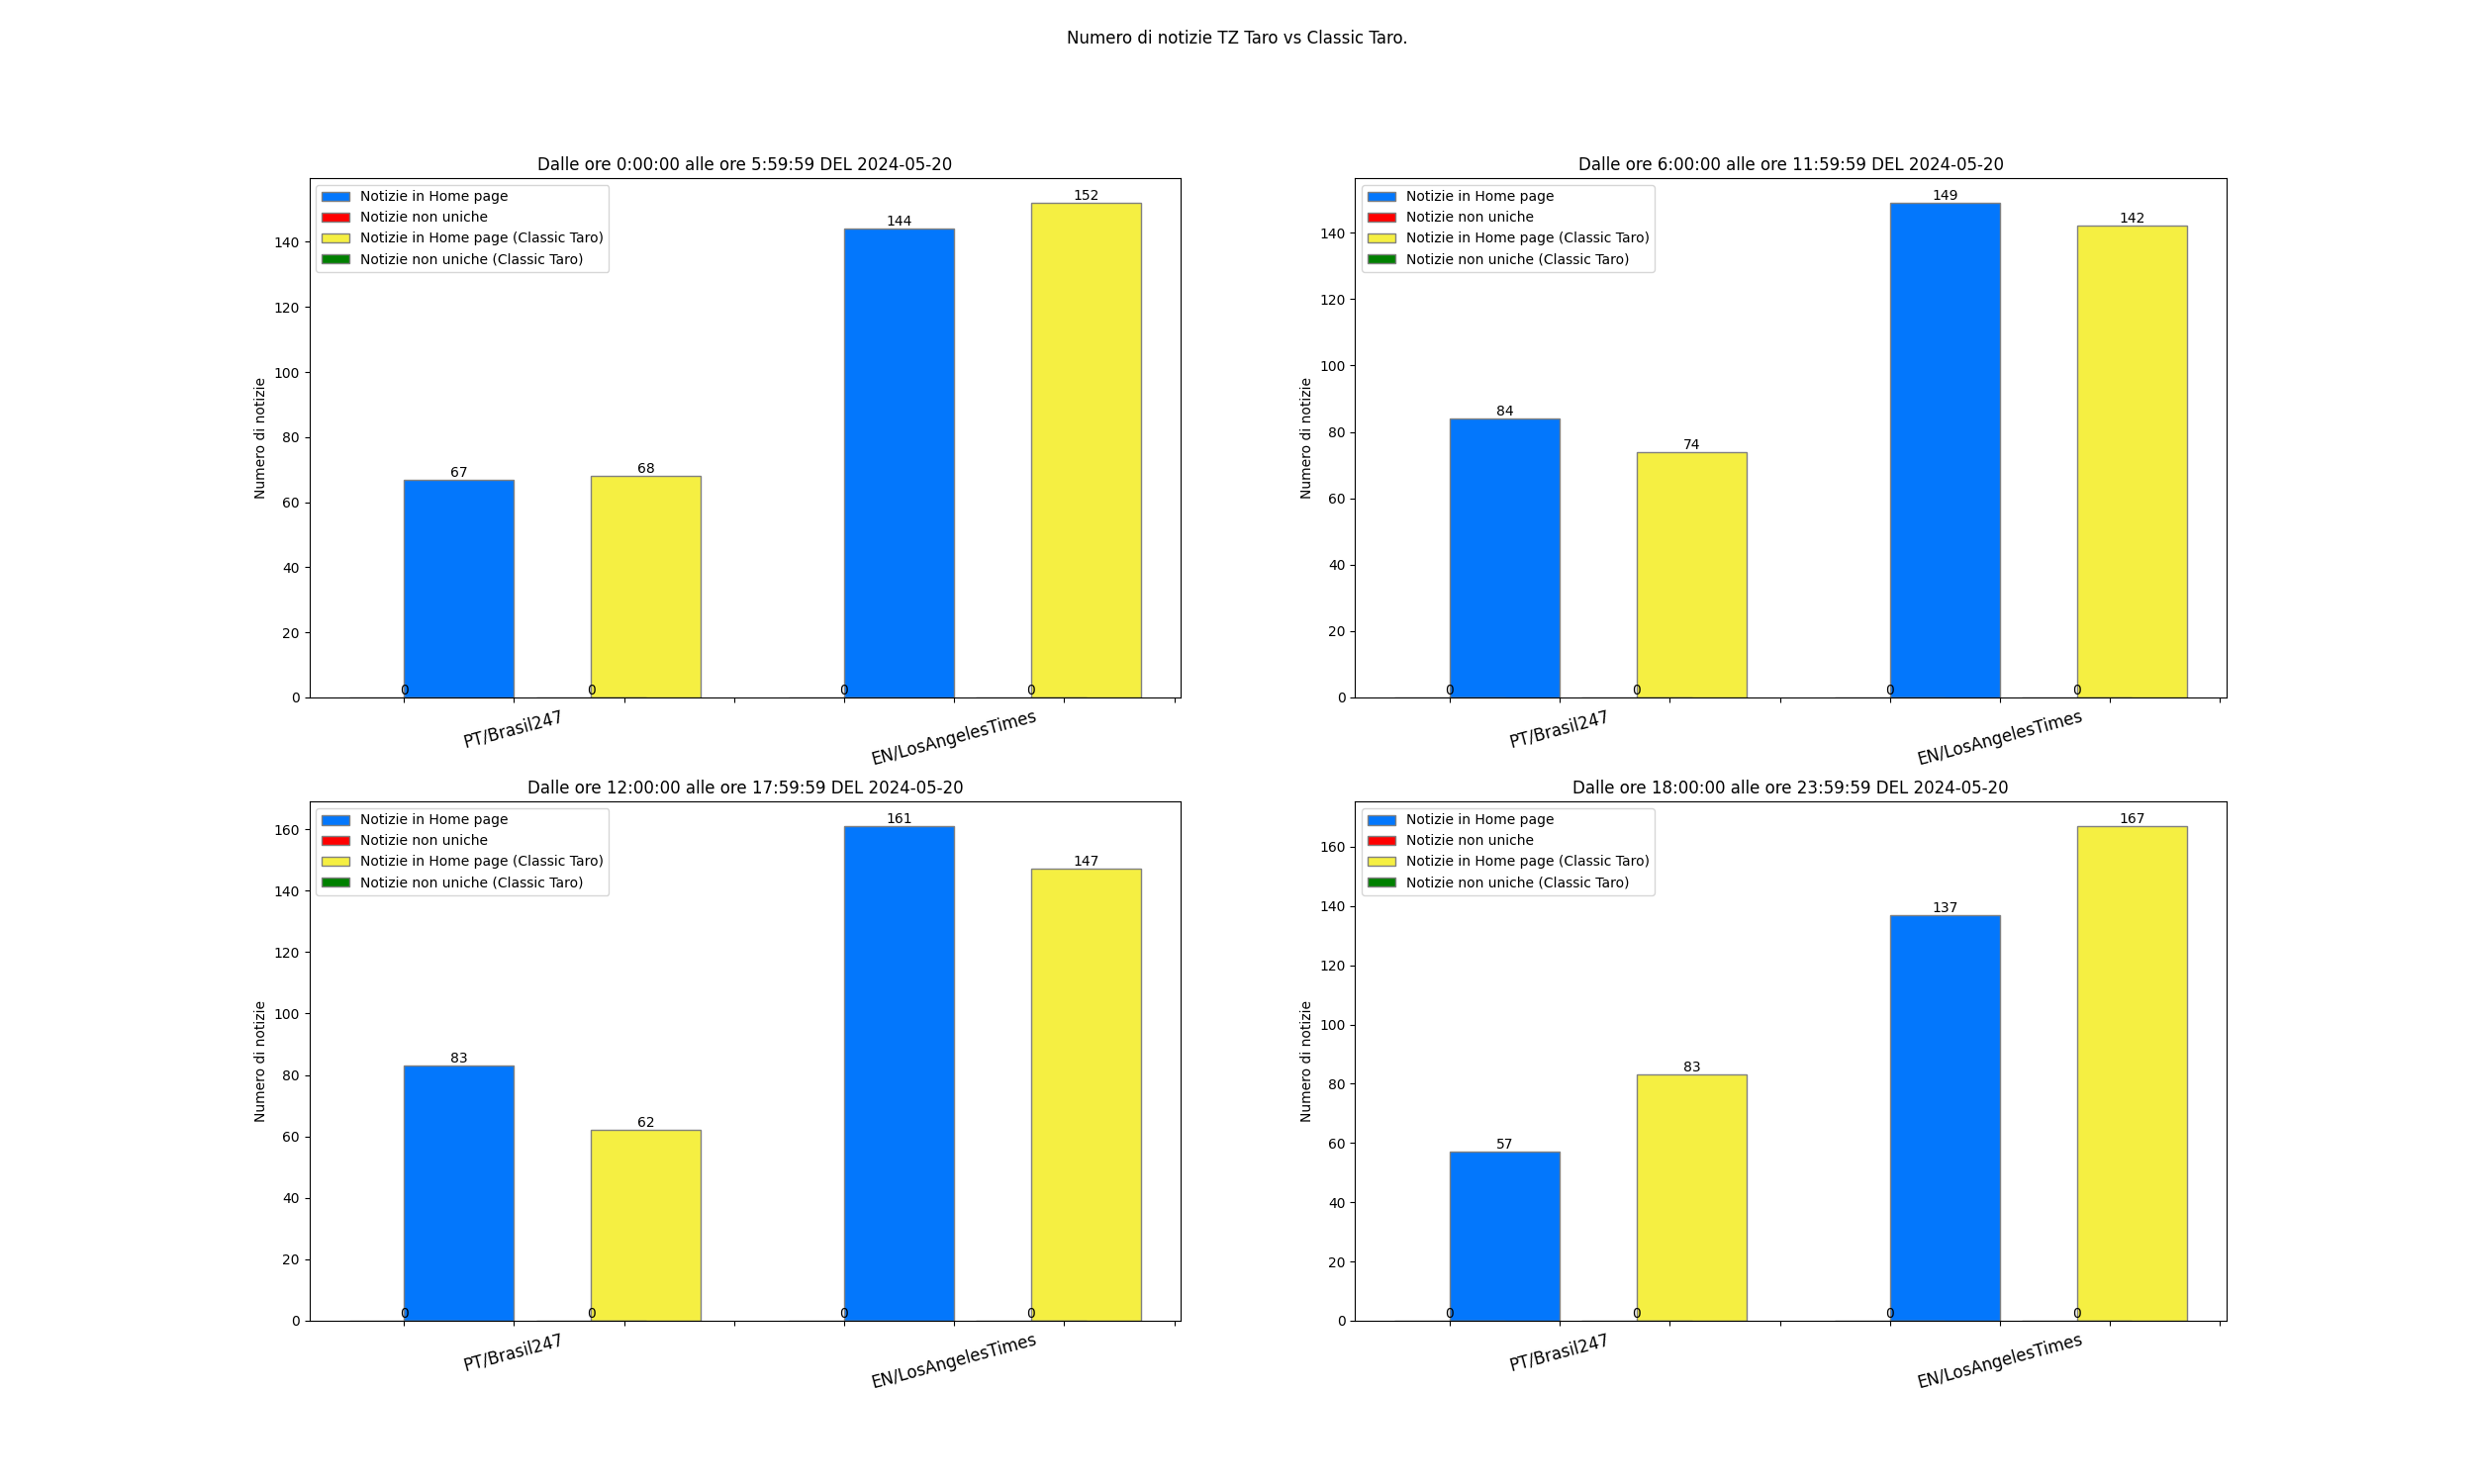 Numero di notizie TZ Taro vs Classic Taro.
Dalle ore 0:00:00 alle ore 5:59:59 DEL 2024-05-20
Notizie in Home page
Notizie non uniche
Notizie in Home page (Classic Taro)
Notizie non uniche (Classic Taro)
Numero di notizie
140
120
100
80
60
40
20
0
67
68
144
152
0
0
0
0
PT/Brasil247
EN/LosAngelesTimes
Dalle ore 6:00:00 alle ore 11:59:59 DEL 2024-05-20
Notizie in Home page
Notizie non uniche
Notizie in Home page (Classic Taro)
Notizie non uniche (Classic Taro)
Numero di notizie
140
120
100
80
60
40
20
0
84
74
149
142
0
0
0
0
PT/Brasil247
EN/LosAngelesTimes
Dalle ore 12:00:00 alle ore 17:59:59 DEL 2024-05-20
Notizie in Home page
Notizie non uniche
Notizie in Home page (Classic Taro)
Notizie non uniche (Classic Taro)
Numero di notizie
160
140
120
100
80
60
40
20
0
83
62
161
147
0
0
0
0
PT/Brasil247
EN/LosAngelesTimes
Dalle ore 18:00:00 alle ore 23:59:59 DEL 2024-05-20
Notizie in Home page
Notizie non uniche
Notizie in Home page (Classic Taro)
Notizie non uniche (Classic Taro)
Numero di notizie
160
140
120
100
80
60
40
20
0
57
83
137
167
0
0
0
0
PT/Brasil247
EN/LosAngelesTimes